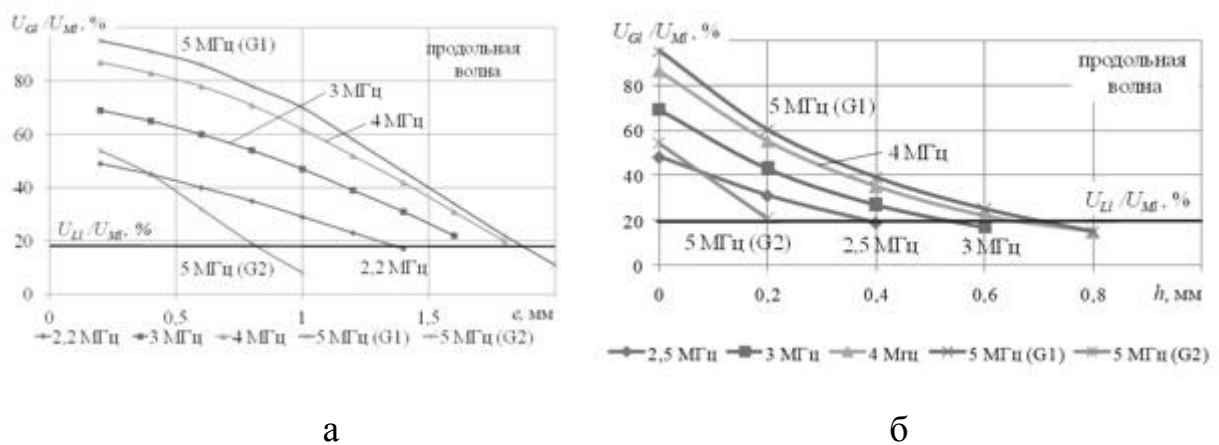 U_Gi /U_Mi, %
5 МГц (G1)
продольная
волна
80
3 МГц
4 МГц
60
40
U_Li /U_Mi, %
20
5 МГц (G2)
2,2 МГц
0
0 0,5 1 1,5 e, мм
2,2 МГц 3 МГц 4 МГц 5 МГц (G1) 5 МГц (G2)
а
U_Gi /U_Mi, %
продольная
волна
80
5 МГц (G1)
60
4 МГц
40
U_Li /U_Mi, %
20
5 МГц (G2) 2,5 МГц 3 МГц
0
0 0,2 0,4 0,6 0,8 h, мм
2,5 МГц 3 МГц 4 Мгц 5 МГц (G1) 5 МГц (G2)
б